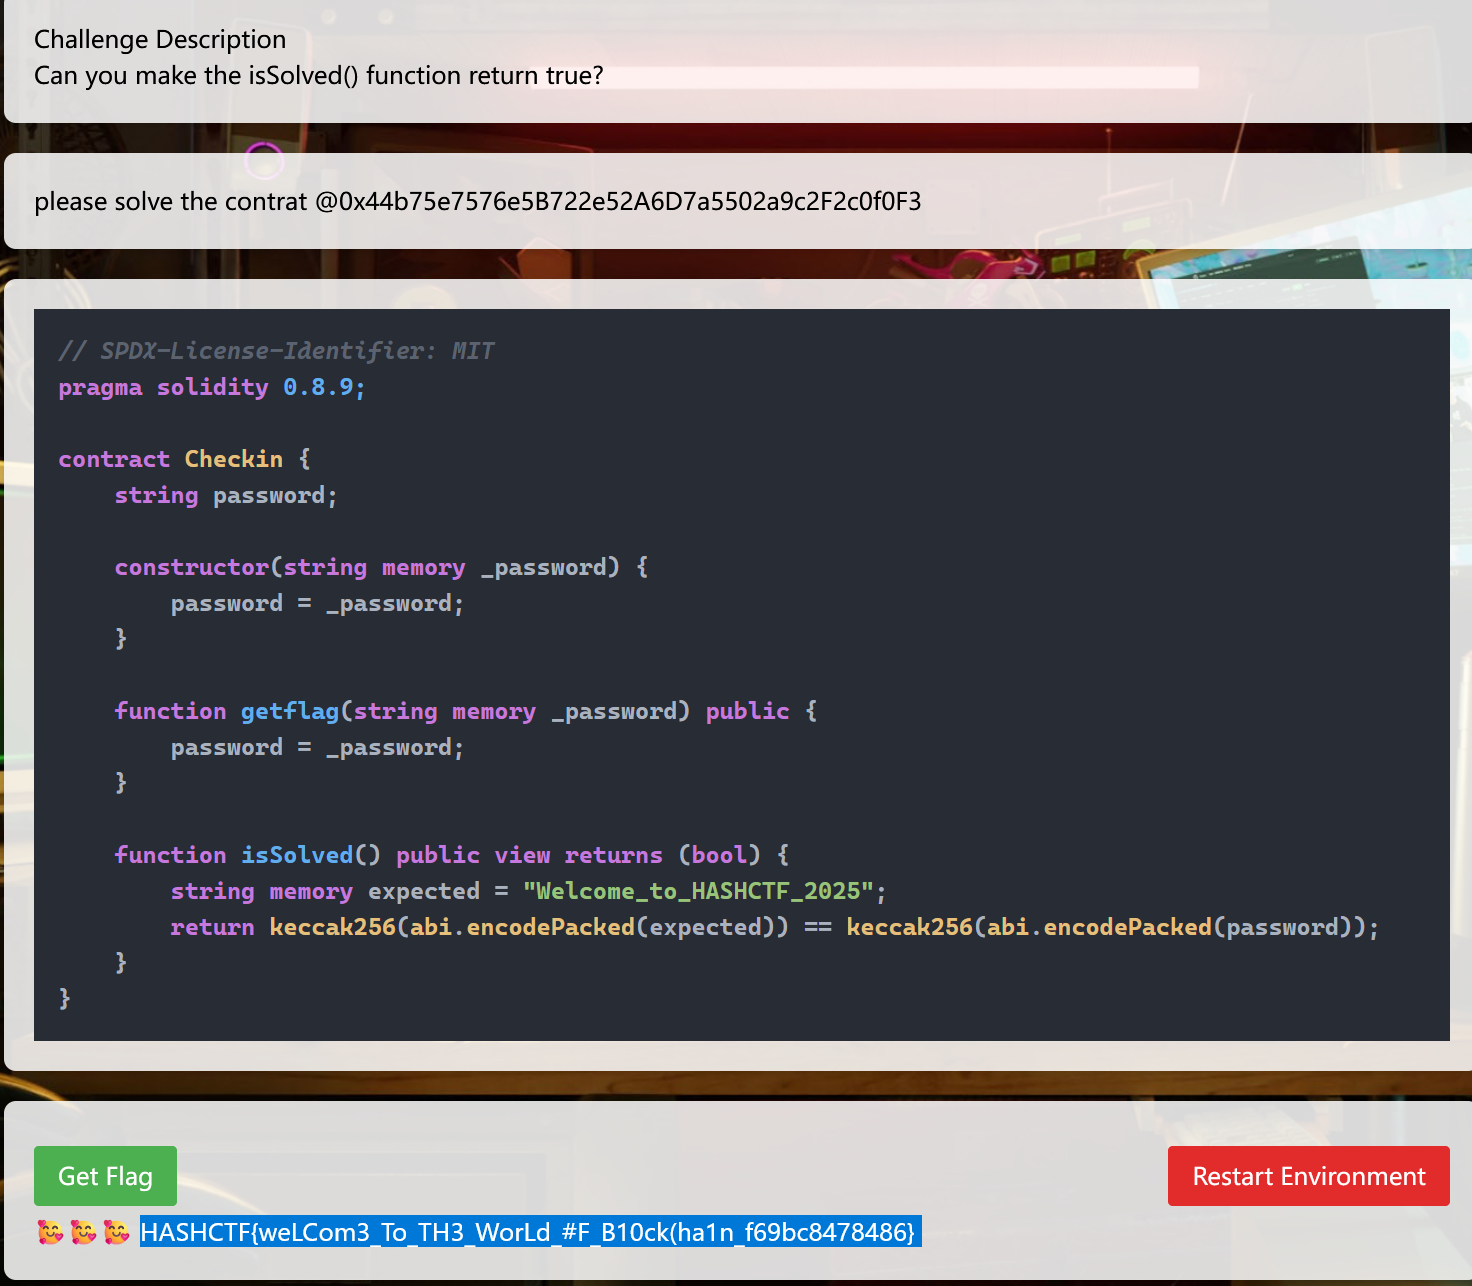 Challenge Description
Can you make the isSolved() function return true?
please solve the contrat @0x44b75e7576e5B722e52A6D7a5502a9c2F2c0f0F3
// SPDX-License-Identifier: MIT
pragma solidity 0.8.9;
contract Checkin {
    string password;
    constructor(string memory _password) {
        password = _password;
    }
    function getflag(string memory _password) public {
        password = _password;
    }
    function isSolved() public view returns (bool) {
        string memory expected = "Welcome_to_HASHCTF_2025";
        return keccak256(abi.encodePacked(expected)) == keccak256(abi.encodePacked(password));
    }
}
Get Flag
Restart Environment
🥰🥰🥰 HASHCTF{weLCom3_To_TH3_WorLd_#F_B10ck(ha1n_f69bc8478486}